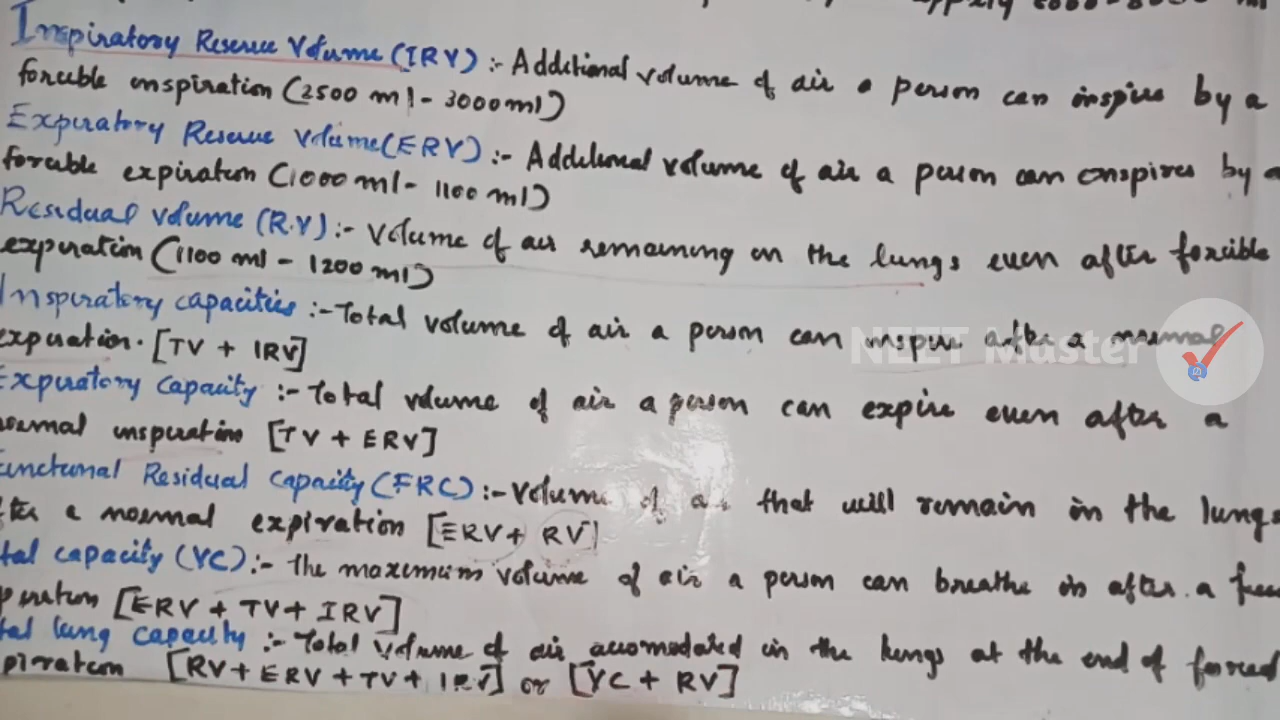 Inspiratory Reserve Volume (IRV) :- Additional volume of air a person can inspire by a
forcible inspiration (2500 ml - 3000ml)
Expiratory Reserve volume (ERV) :- Additional volume of air a person can inspires by a
forcible expiration (1000 ml - 1100 ml)
Residual volume (R.V) :- Volume of air remaining in the lungs even after forcible
expiration (1100 ml - 1200 ml)
Inspiratory capacities :- Total volume of air a person can inspire after a normal
expiration. [TV + IRV]
Expiratory capacity :- Total volume of air a person can expire even after a
normal inspiration [TV + ERV]
Functional Residual capacity (FRC) :- Volume of air that will remain in the lungs
after a normal expiration [ERV + RV]
tal capacity (VC) :- The maximum volume of air a person can breathe in after a
[ERV + TV + IRV]
tal lung capacity :- Total volume of air accomodated in the lungs at the end of forced
piration [RV + ERV + TV + IRV] or [VC + RV]
NEET Master